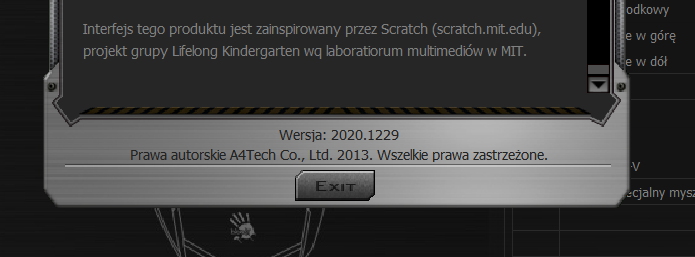 Interfejs tego produktu jest zainspirowany przez Scratch (scratch.mit.edu),
projekt grupy Lifelong Kindergarten wq laboratiorum multimediów w MIT.
Wersja: 2020.1229
Prawa autorskie A4Tech Co., Ltd. 2013. Wszelkie prawa zastrzeżone.
Exit
odkowy
e w górę
e w dół
-V
ecjalny mysz